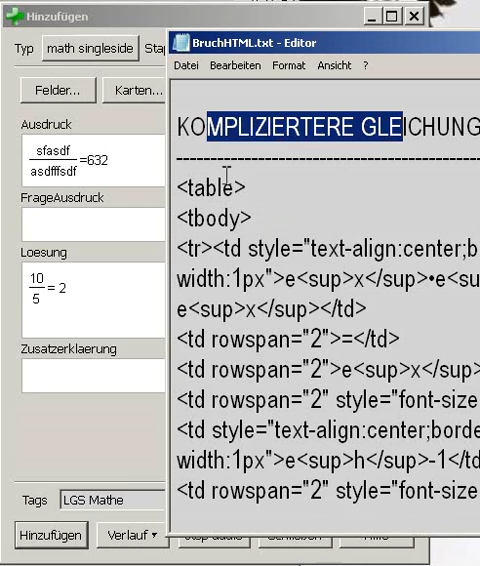 Hinzufügen
Typ math singleside
Felder... Karten...
Ausdruck
sfasdf
asdfffsdf
=632
FrageAusdruck
Loesung
10
5
= 2
Zusatzerklaerung
Tags LGS Mathe
Hinzufügen Verlauf
BruchHTML.txt - Editor
Datei Bearbeiten Format Ansicht ?
KOMPLIZIERTERE GLEICHUNG
--------------------------------------------------
<table>
<tbody>
<tr><td style="text-align:center;b
width:1px">e<sup>x</sup>•e<su
e<sup>x</sup></td>
<td rowspan="2">=</td>
<td rowspan="2">e<sup>x</sup
<td rowspan="2" style="font-size
<td style="text-align:center;borde
width:1px">e<sup>h</sup>-1</td
<td rowspan="2" style="font-size